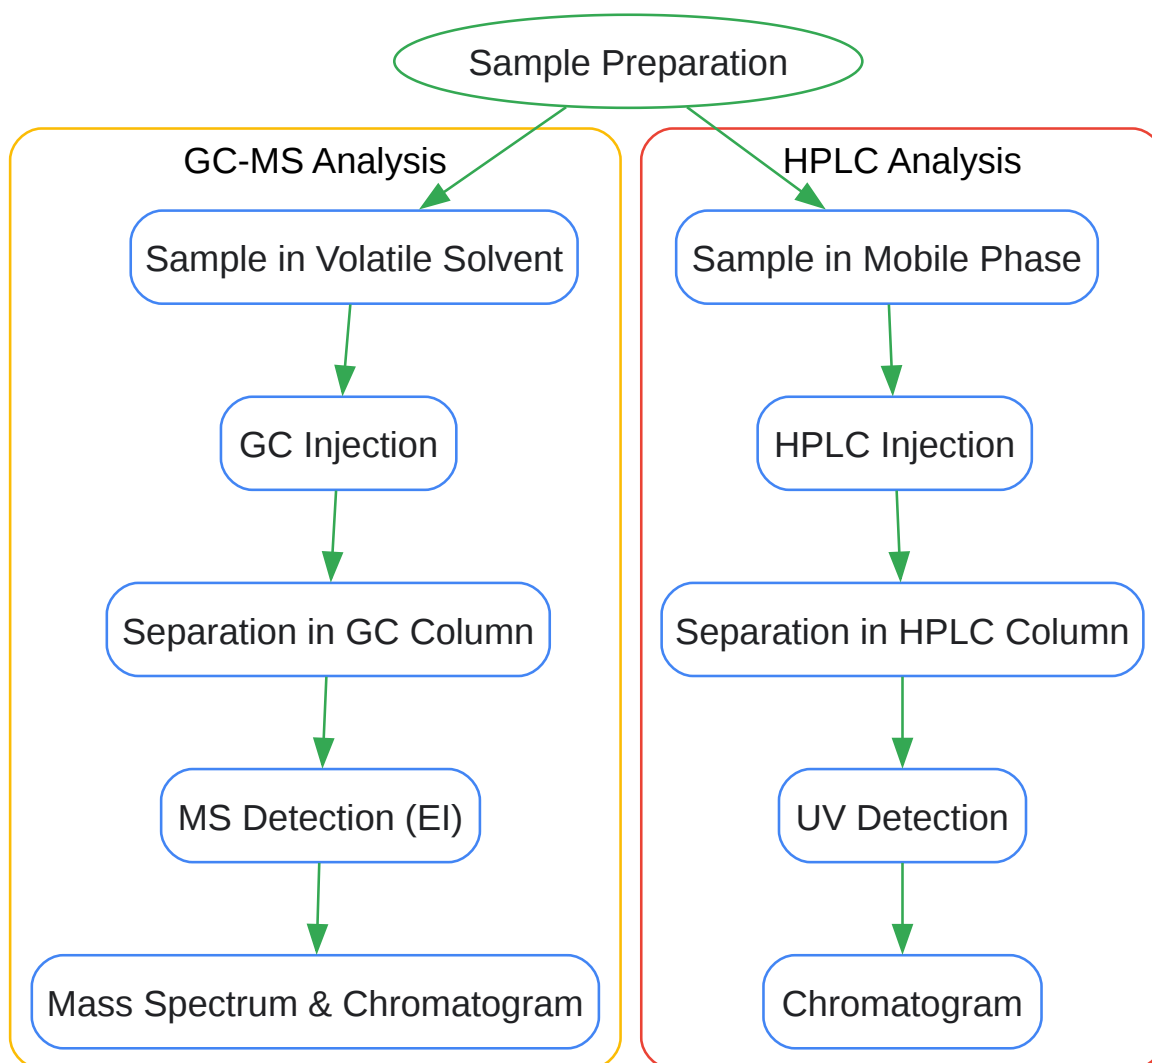 Sample Preparation
GC-MS Analysis
Sample in Volatile Solvent
GC Injection
Separation in GC Column
MS Detection (EI)
Mass Spectrum & Chromatogram
HPLC Analysis
Sample in Mobile Phase
HPLC Injection
Separation in HPLC Column
UV Detection
Chromatogram